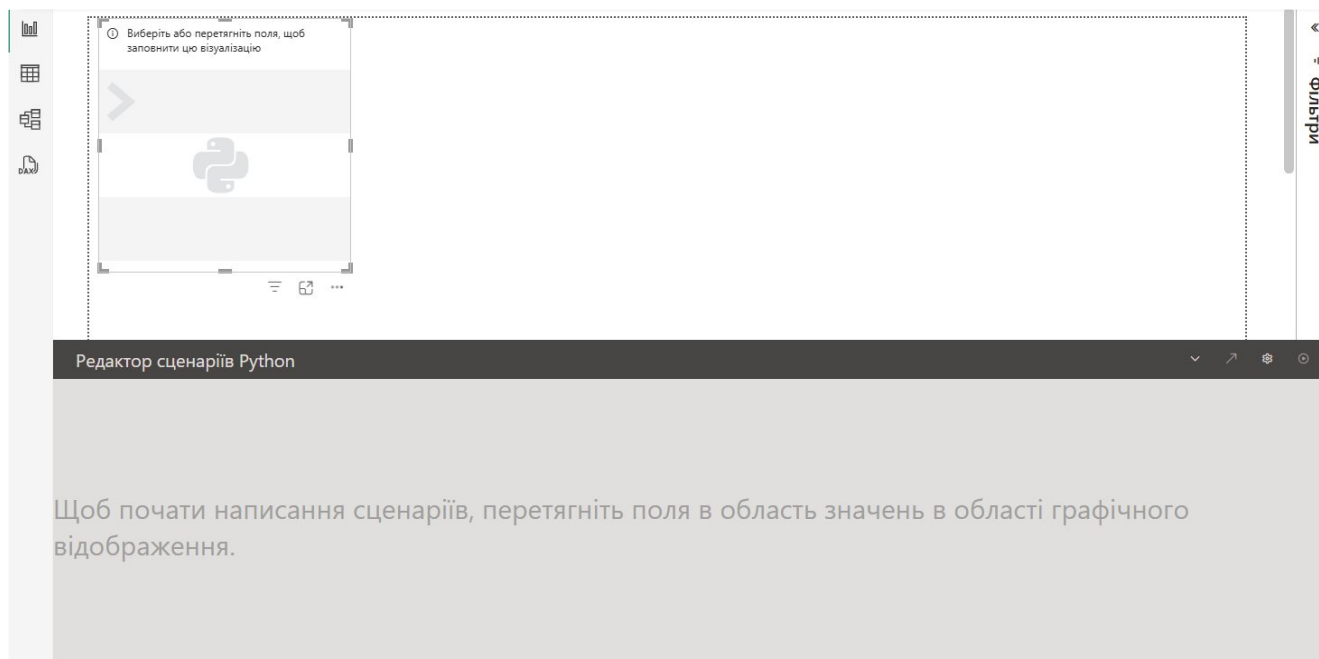 Виберіть або перетягніть поля, щоб
заповнити цю візуалізацію
Фільтри
DAX
Редактор сценаріїв Python
Щоб почати написання сценаріїв, перетягніть поля в область значень в області графічного
відображення.